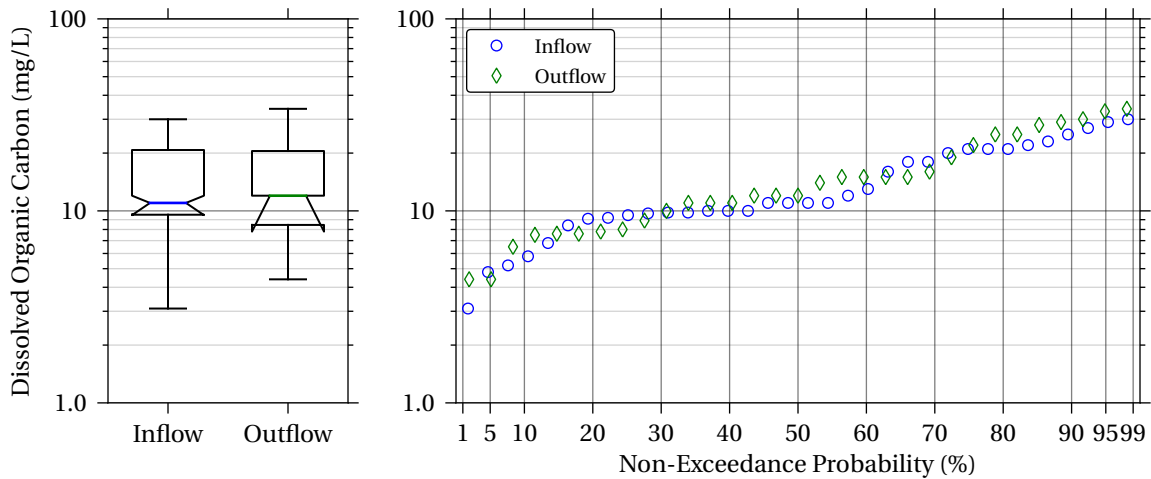 Dissolved Organic Carbon (mg/L)
100
10
1.0
Inflow Outflow
100
10
1.0
Inflow
Outflow
1 5 10 20 30 40 50 60 70 80 90 95 99
Non-Exceedance Probability (%)